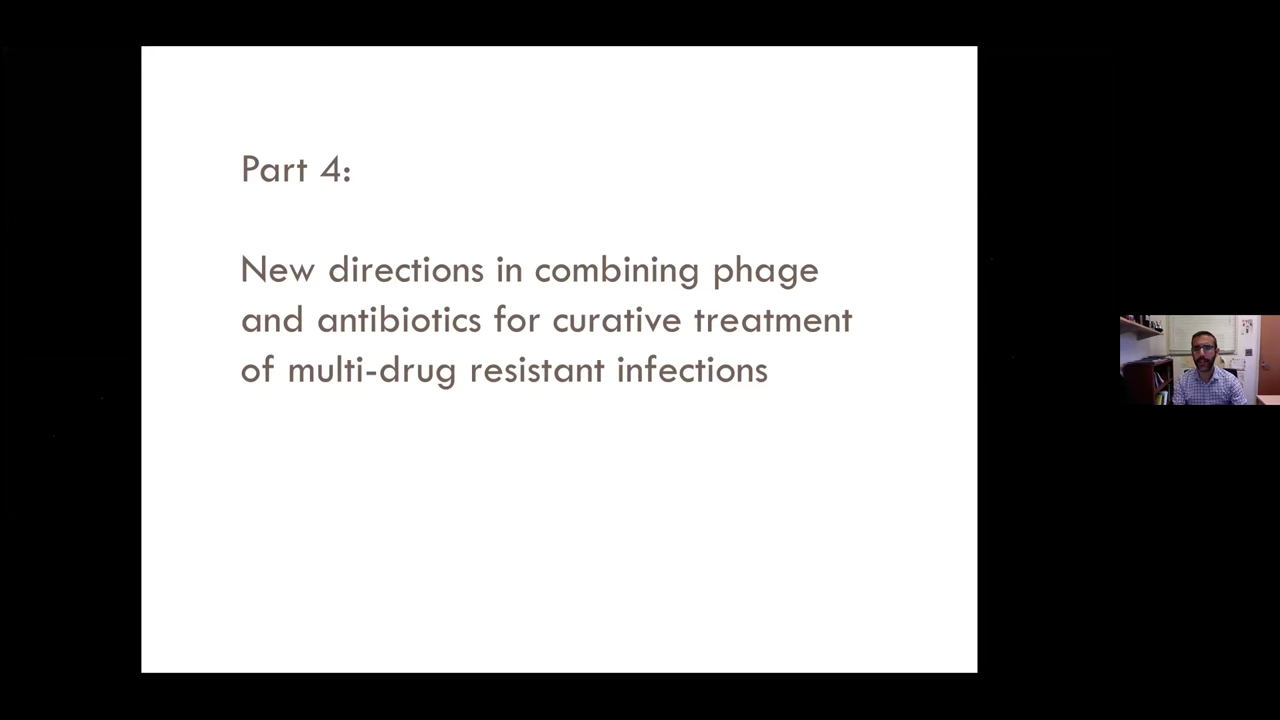 Part 4:
New directions in combining phage
and antibiotics for curative treatment
of multi-drug resistant infections